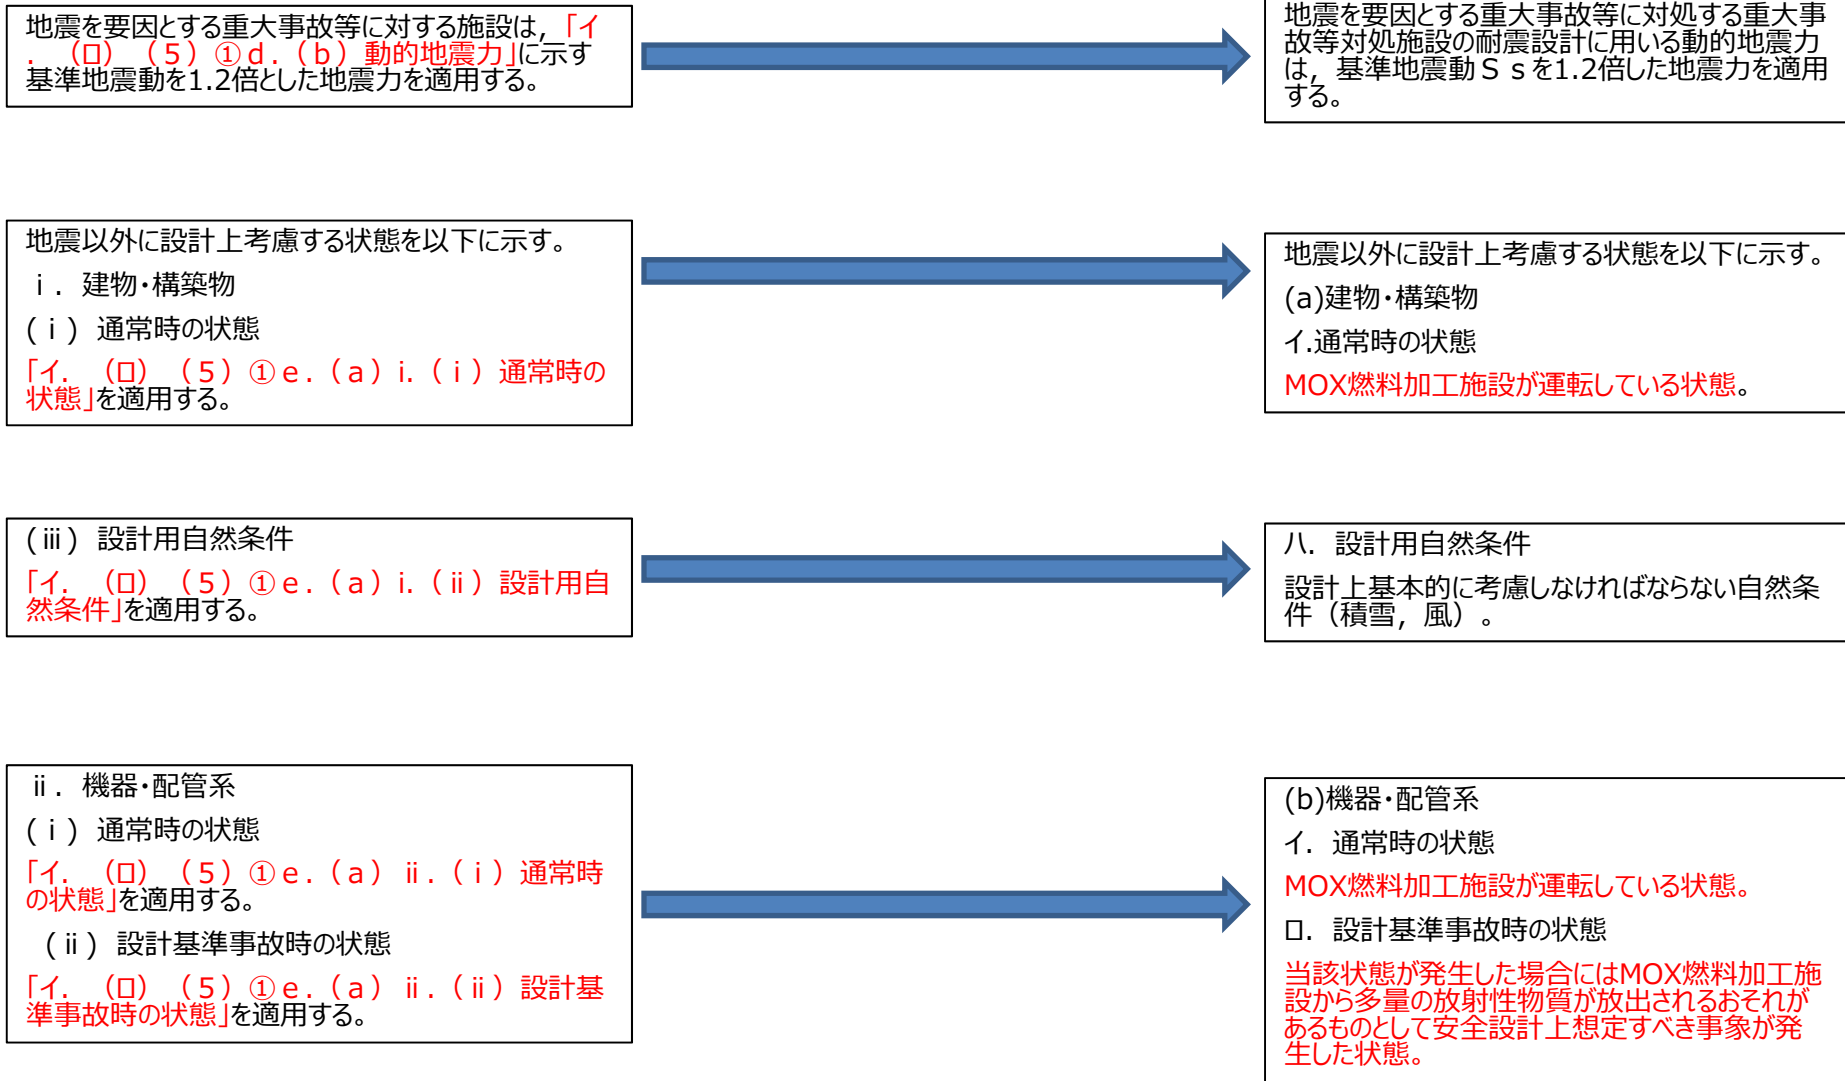 地震を要因とする重大事故等に対する施設は，「イ
．（ロ）（５）①ｄ．（ｂ）動的地震力」に示す
基準地震動を1.2倍とした地震力を適用する。
地震を要因とする重大事故等に対処する重大事
故等対処施設の耐震設計に用いる動的地震力
は，基準地震動Ｓｓを1.2倍した地震力を適用
する。
地震以外に設計上考慮する状態を以下に示す。
ⅰ．建物・構築物
(ⅰ) 通常時の状態
「イ．（ロ）（５）①ｅ．（ａ）ⅰ．（ⅰ）通常時の
状態」を適用する。
地震以外に設計上考慮する状態を以下に示す。
(a)建物・構築物
イ.通常時の状態
MOX燃料加工施設が運転している状態。
(ⅲ) 設計用自然条件
「イ．（ロ）（５）①ｅ．（ａ）ⅰ．（ⅱ）設計用自
然条件」を適用する。
ハ．設計用自然条件
設計上基本的に考慮しなければならない自然条
件（積雪，風）。
ⅱ．機器・配管系
(ⅰ) 通常時の状態
「イ．（ロ）（５）①ｅ．（ａ）ⅱ．（ⅰ）通常時
の状態」を適用する。
(ⅱ) 設計基準事故時の状態
「イ．（ロ）（５）①ｅ．（ａ）ⅱ．（ⅱ）設計基
準事故時の状態」を適用する。
(b)機器・配管系
イ．通常時の状態
MOX燃料加工施設が運転している状態。
ロ．設計基準事故時の状態
当該状態が発生した場合にはMOX燃料加工施
設から多量の放射性物質が放出されるおそれが
あるものとして安全設計上想定すべき事象が発
生した状態。